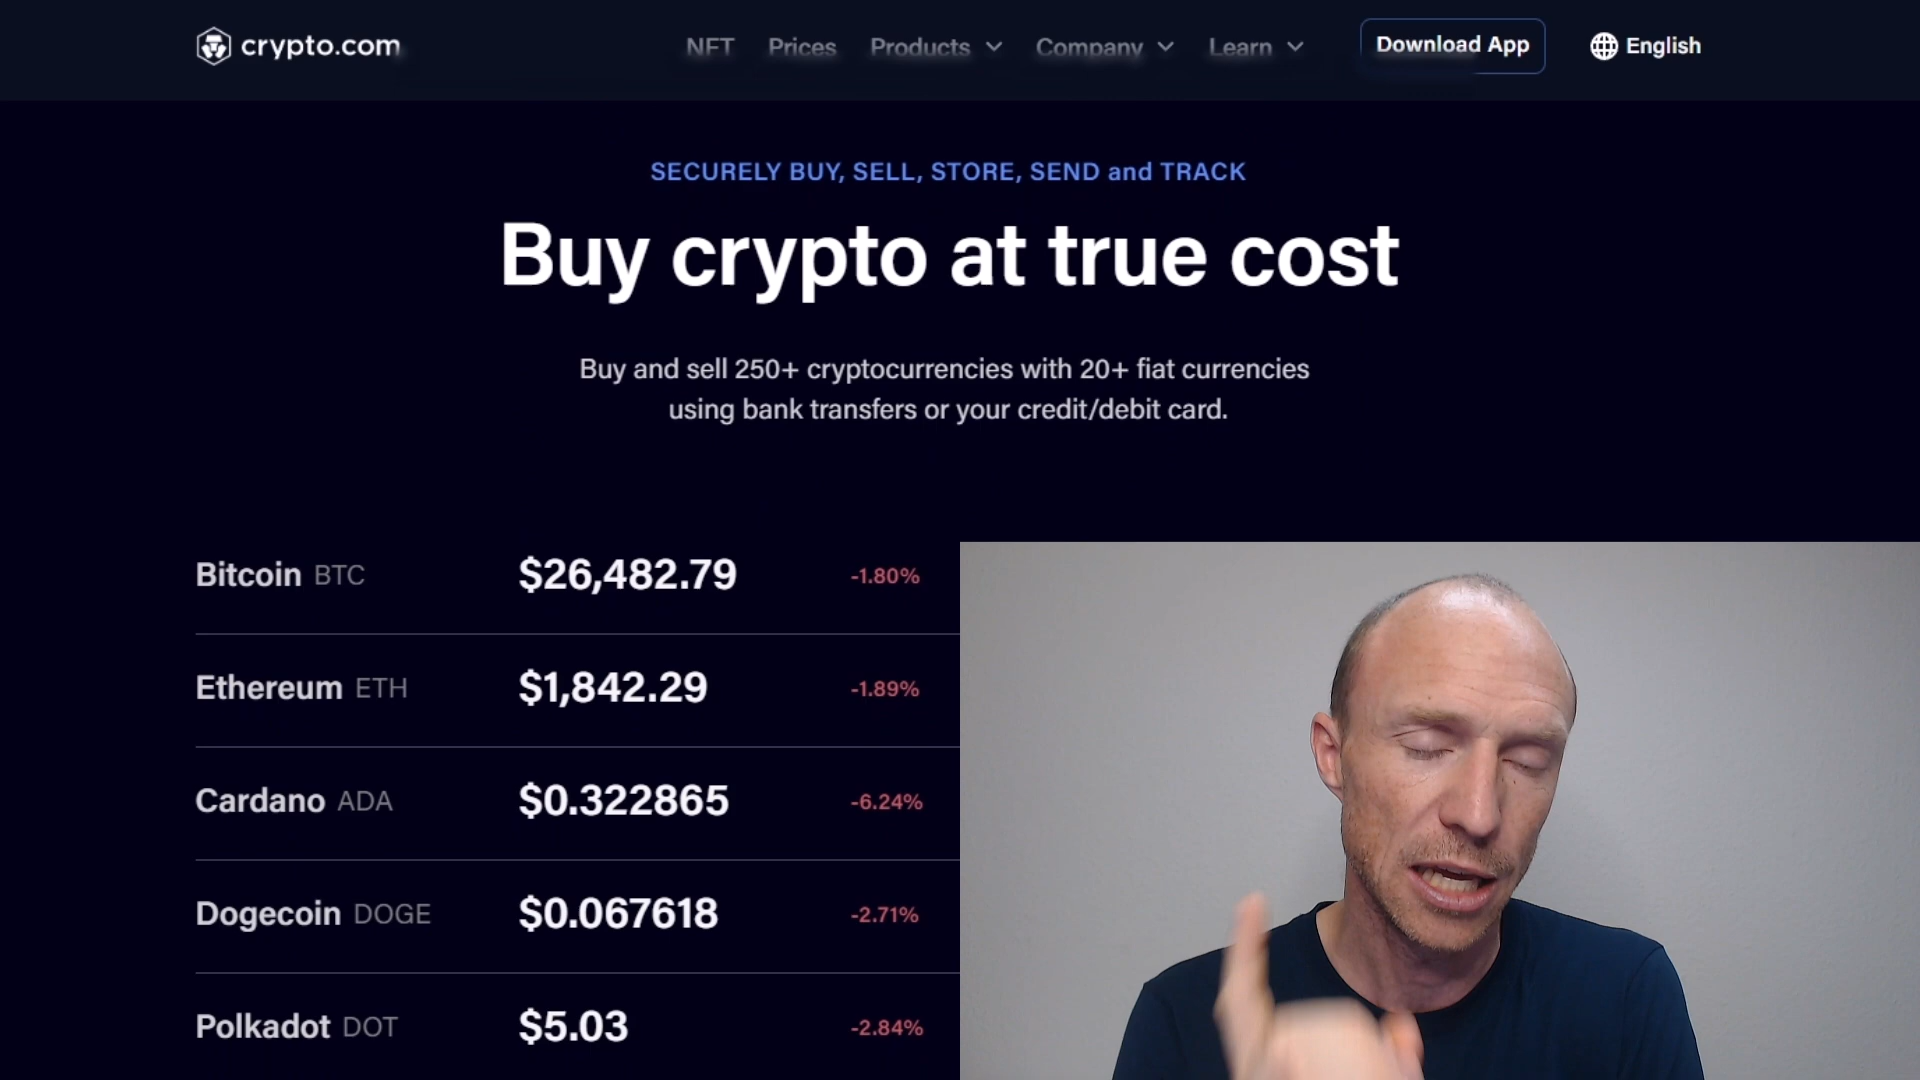 crypto.com NFT Prices Products Company Learn Download App English
SECURELY BUY, SELL, STORE, SEND and TRACK
Buy crypto at true cost
Buy and sell 250+ cryptocurrencies with 20+ fiat currencies
using bank transfers or your credit/debit card.
Bitcoin BTC $26,482.79 -1.80%
Ethereum ETH $1,842.29 -1.89%
Cardano ADA $0.322865 -6.24%
Dogecoin DOGE $0.067618 -2.71%
Polkadot DOT $5.03 -2.84%